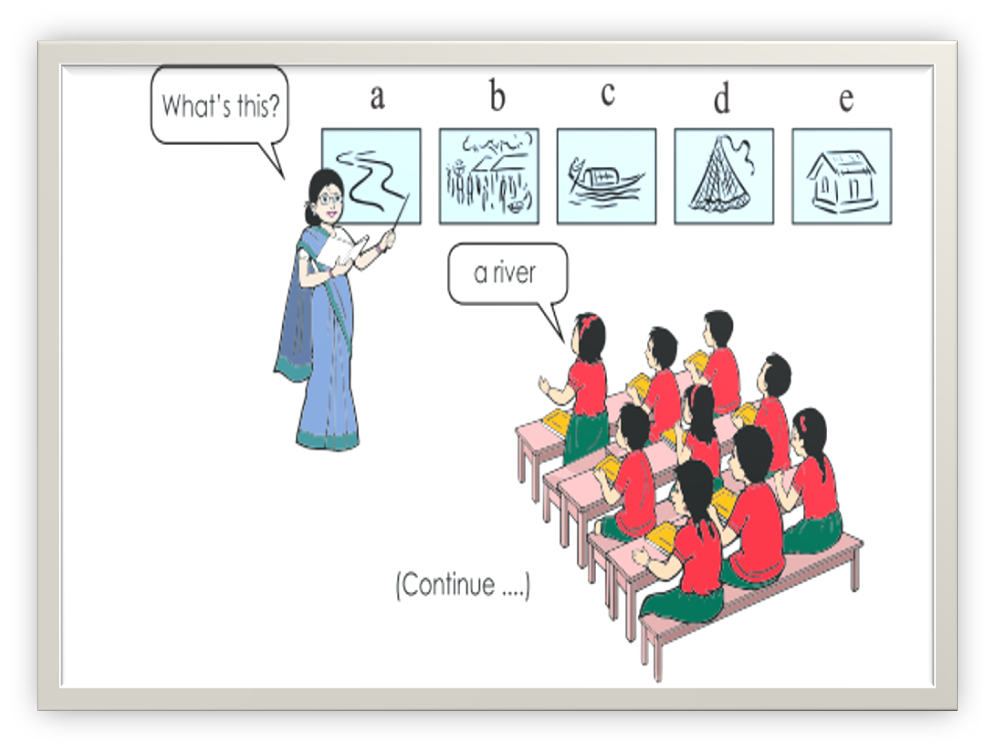 What's this?
a b c d e
a river
(Continue ....)